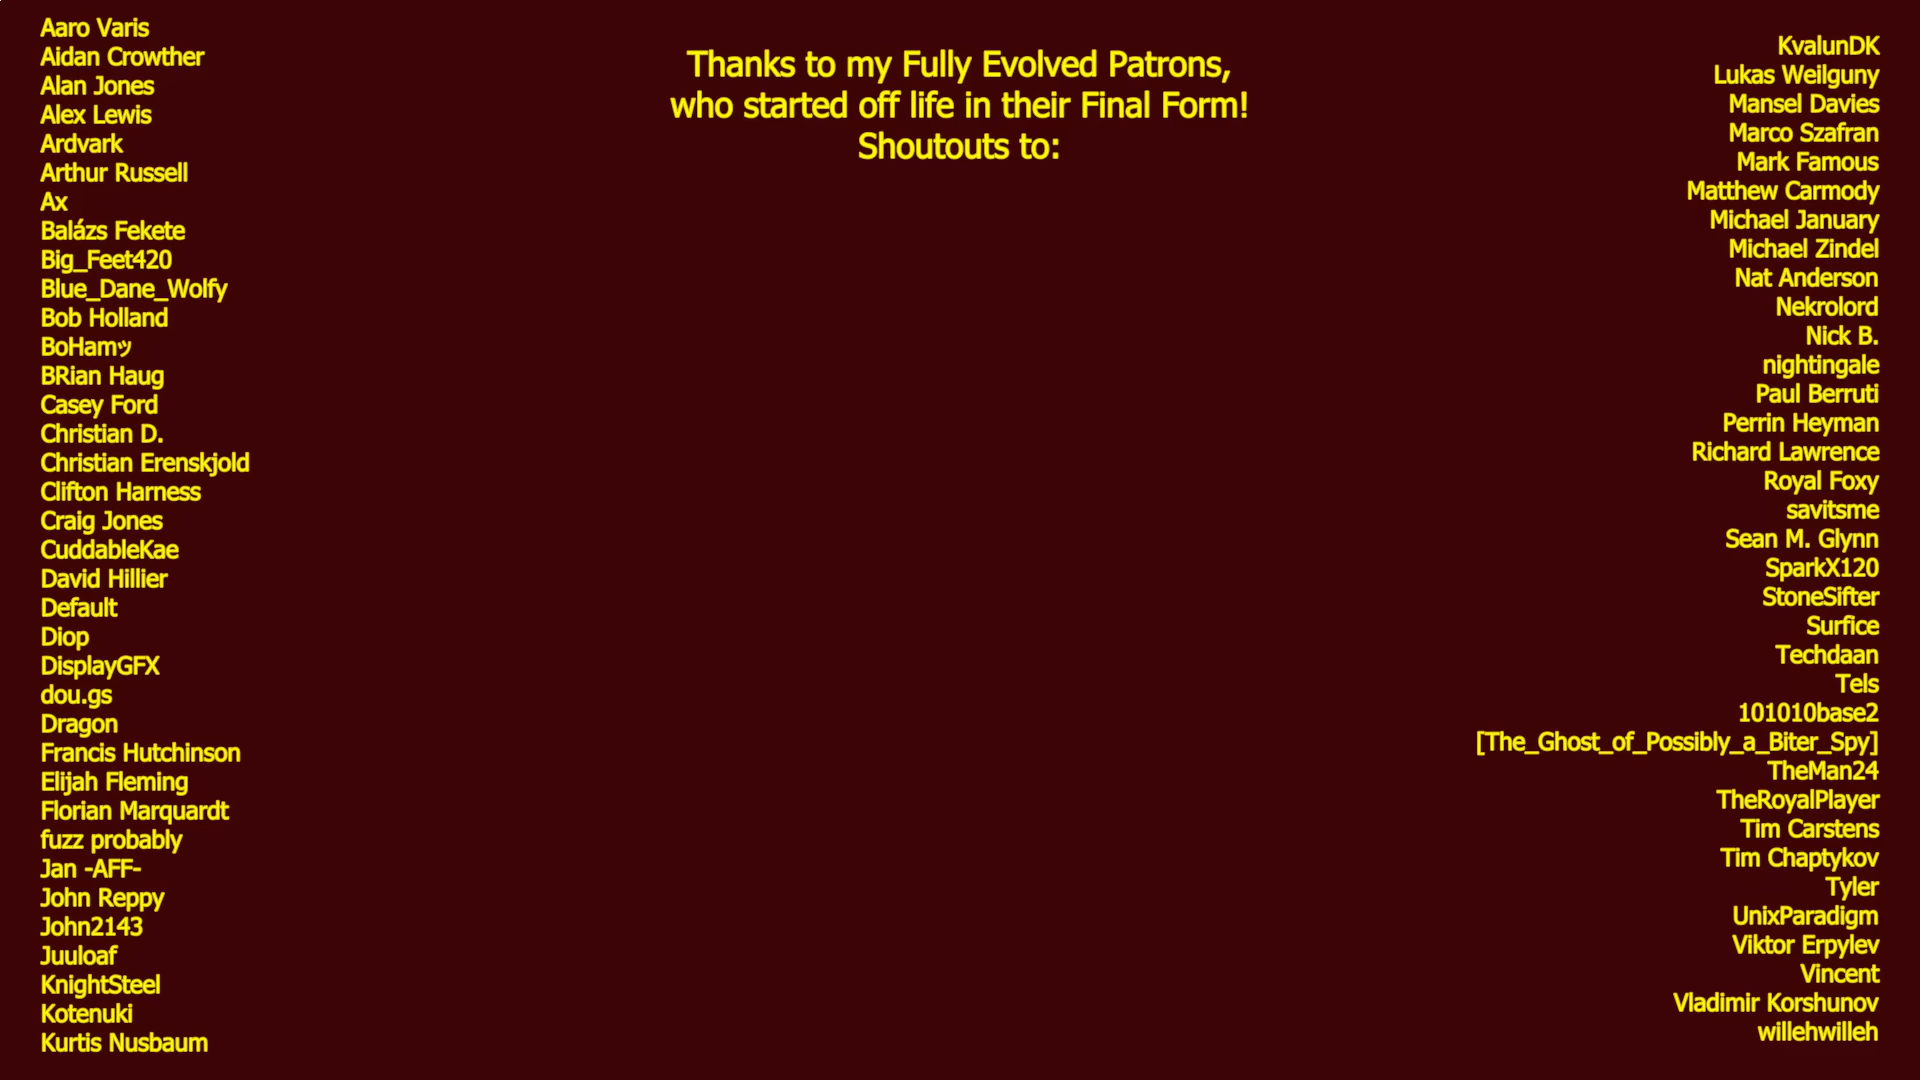 Thanks to my Fully Evolved Patrons,
who started off life in their Final Form!
Shoutouts to:
Aaro Varis
Aidan Crowther
Alan Jones
Alex Lewis
Ardvark
Arthur Russell
Ax
Balázs Fekete
Big_Feet420
Blue_Dane_Wolfy
Bob Holland
BoHamッ
BRian Haug
Casey Ford
Christian D.
Christian Erenskjold
Clifton Harness
Craig Jones
CuddableKae
David Hillier
Default
Diop
DisplayGFX
dou.gs
Dragon
Francis Hutchinson
Elijah Fleming
Florian Marquardt
fuzz probably
Jan -AFF-
John Reppy
John2143
Juuloaf
KnightSteel
Kotenuki
Kurtis Nusbaum
KvalunDK
Lukas Weilguny
Mansel Davies
Marco Szafran
Mark Famous
Matthew Carmody
Michael January
Michael Zindel
Nat Anderson
Nekrolord
Nick B.
nightingale
Paul Berruti
Perrin Heyman
Richard Lawrence
Royal Foxy
savitsme
Sean M. Glynn
SparkX120
StoneSifter
Surfice
Techdaan
Tels
101010base2
[The_Ghost_of_Possibly_a_Biter_Spy]
TheMan24
TheRoyalPlayer
Tim Carstens
Tim Chaptykov
Tyler
UnixParadigm
Viktor Erpylev
Vincent
Vladimir Korshunov
willehwilleh